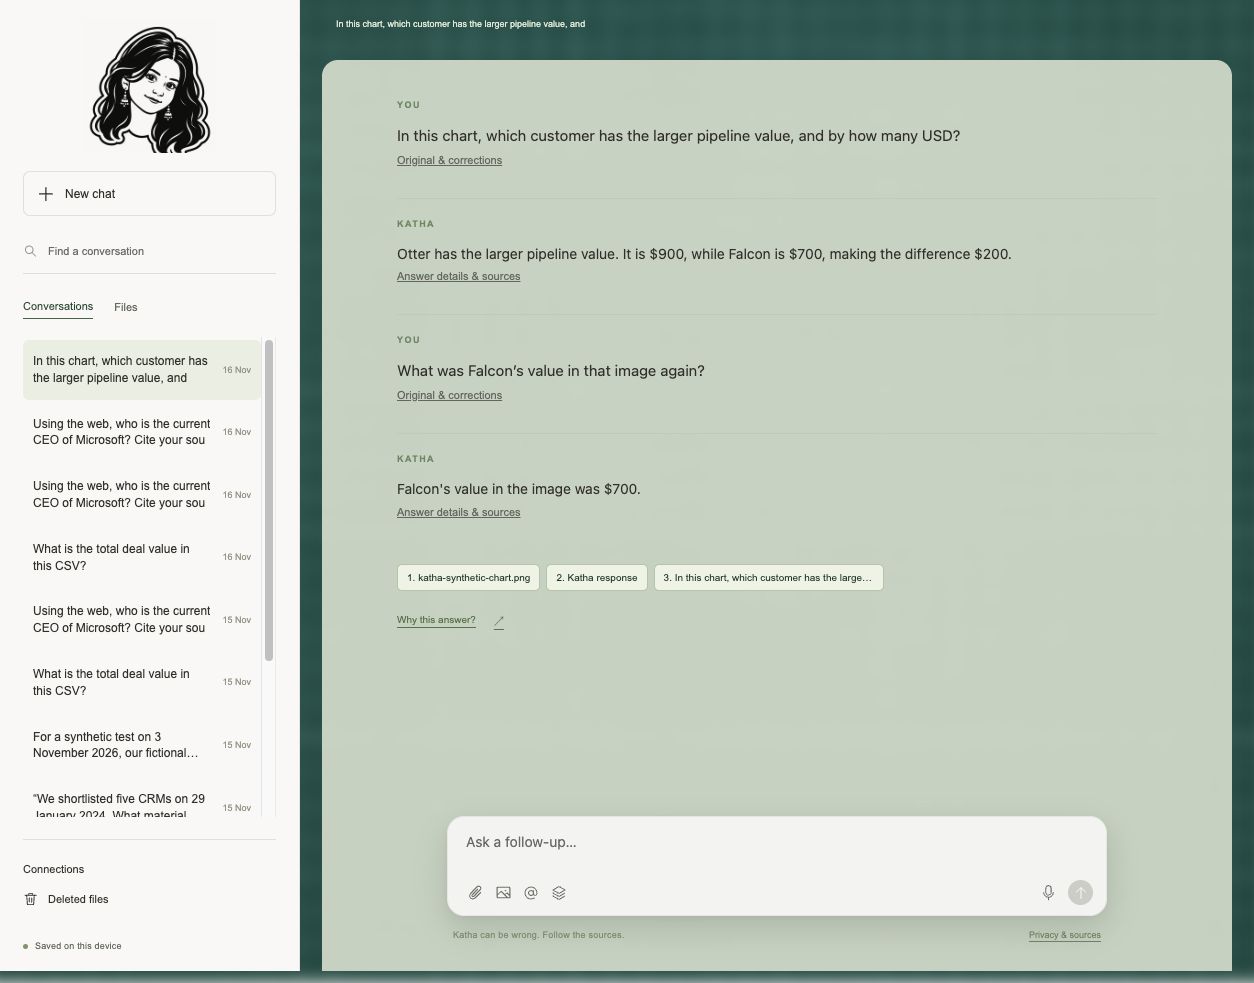 New chat
Find a conversation
Conversations
Files
In this chart, which customer has
the larger pipeline value, and
16 Nov
Using the web, who is the current
CEO of Microsoft? Cite your sou
16 Nov
Using the web, who is the current
CEO of Microsoft? Cite your sou
16 Nov
What is the total deal value in
this CSV?
16 Nov
Using the web, who is the current
CEO of Microsoft? Cite your sou
15 Nov
What is the total deal value in
this CSV?
15 Nov
For a synthetic test on 3
November 2026, our fictional…
15 Nov
“We shortlisted five CRMs on 29
January 2024. What material
15 Nov
Connections
Deleted files
Saved on this device
In this chart, which customer has the larger pipeline value, and
YOU
In this chart, which customer has the larger pipeline value, and by how many USD?
Original & corrections
KATHA
Otter has the larger pipeline value. It is $900, while Falcon is $700, making the difference $200.
Answer details & sources
YOU
What was Falcon’s value in that image again?
Original & corrections
KATHA
Falcon's value in the image was $700.
Answer details & sources
1. katha-synthetic-chart.png
2. Katha response
3. In this chart, which customer has the large…
Why this answer?
Ask a follow-up…
Katha can be wrong. Follow the sources.
Privacy & sources